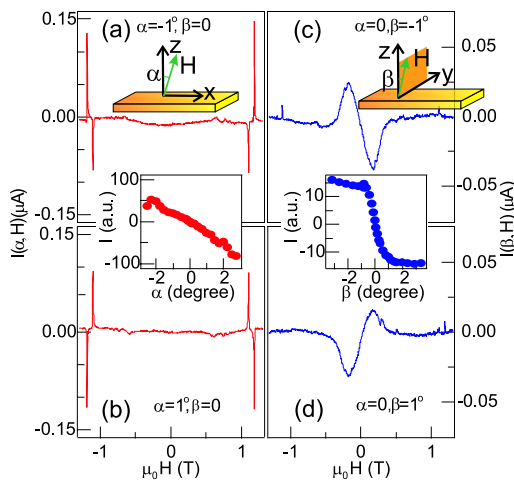 (a) α=-1°, β=0
z H
α
x
0.15
0.00
-0.15
I(α,H)(μA)
(c) α=0,β=-1°
z H
β
y
0.05
0.00
-0.05
I(β,H) (μA)
100
0
-100
I (a.u.)
-2 0 2
α (degree)
10
0
-10
I (a.u.)
-3 0 3
β (degree)
0.15
0.00
-0.15
0.05
0.00
-0.05
(b) α=1°, β=0
α=0,β=1° (d)
-1 0 1
μ₀H (T)
-1 0 1
μ₀H (T)